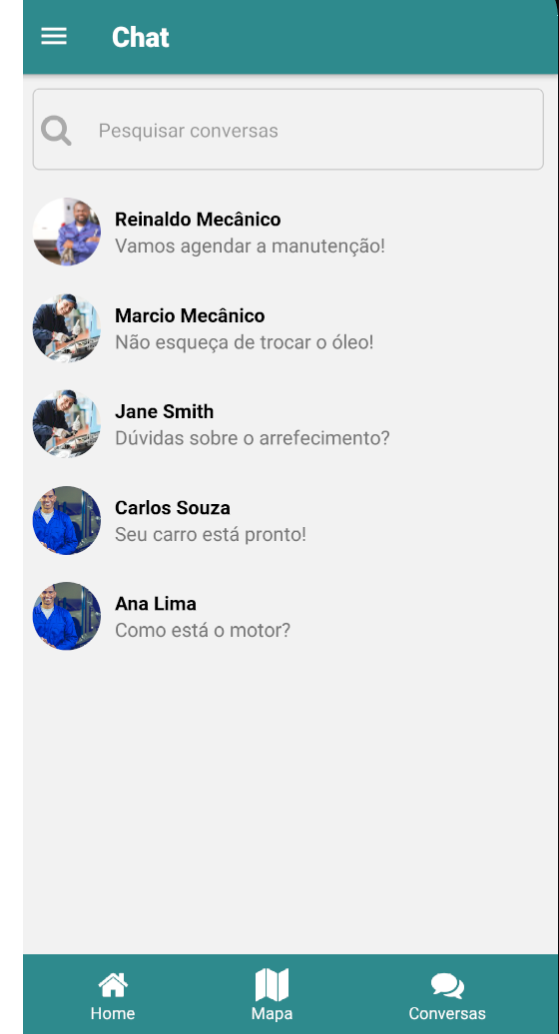 Chat
Pesquisar conversas
Reinaldo Mecânico
Vamos agendar a manutenção!
Marcio Mecânico
Não esqueça de trocar o óleo!
Jane Smith
Dúvidas sobre o arrefecimento?
Carlos Souza
Seu carro está pronto!
Ana Lima
Como está o motor?
Home
Mapa
Conversas